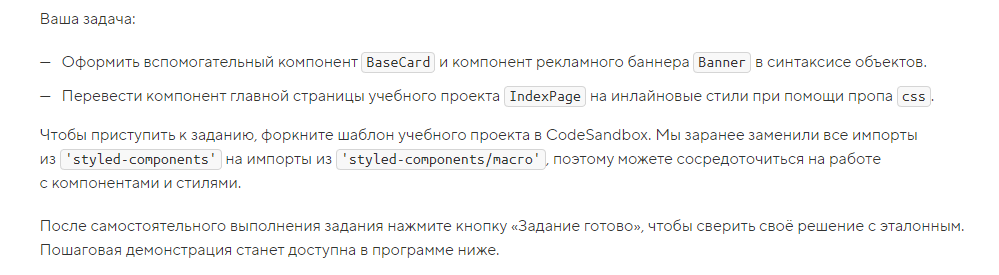 Ваша задача:
— Оформить вспомогательный компонент BaseCard и компонент рекламного баннера Banner в синтаксисе объектов.
— Перевести компонент главной страницы учебного проекта IndexPage на инлайновые стили при помощи пропа css.
Чтобы приступить к заданию, форкните шаблон учебного проекта в CodeSandbox. Мы заранее заменили все импорты
из 'styled-components' на импорты из 'styled-components/macro', поэтому можете сосредоточиться на работе
с компонентами и стилями.
После самостоятельного выполнения задания нажмите кнопку «Задание готово», чтобы сверить своё решение с эталонным.
Пошаговая демонстрация станет доступна в программе ниже.